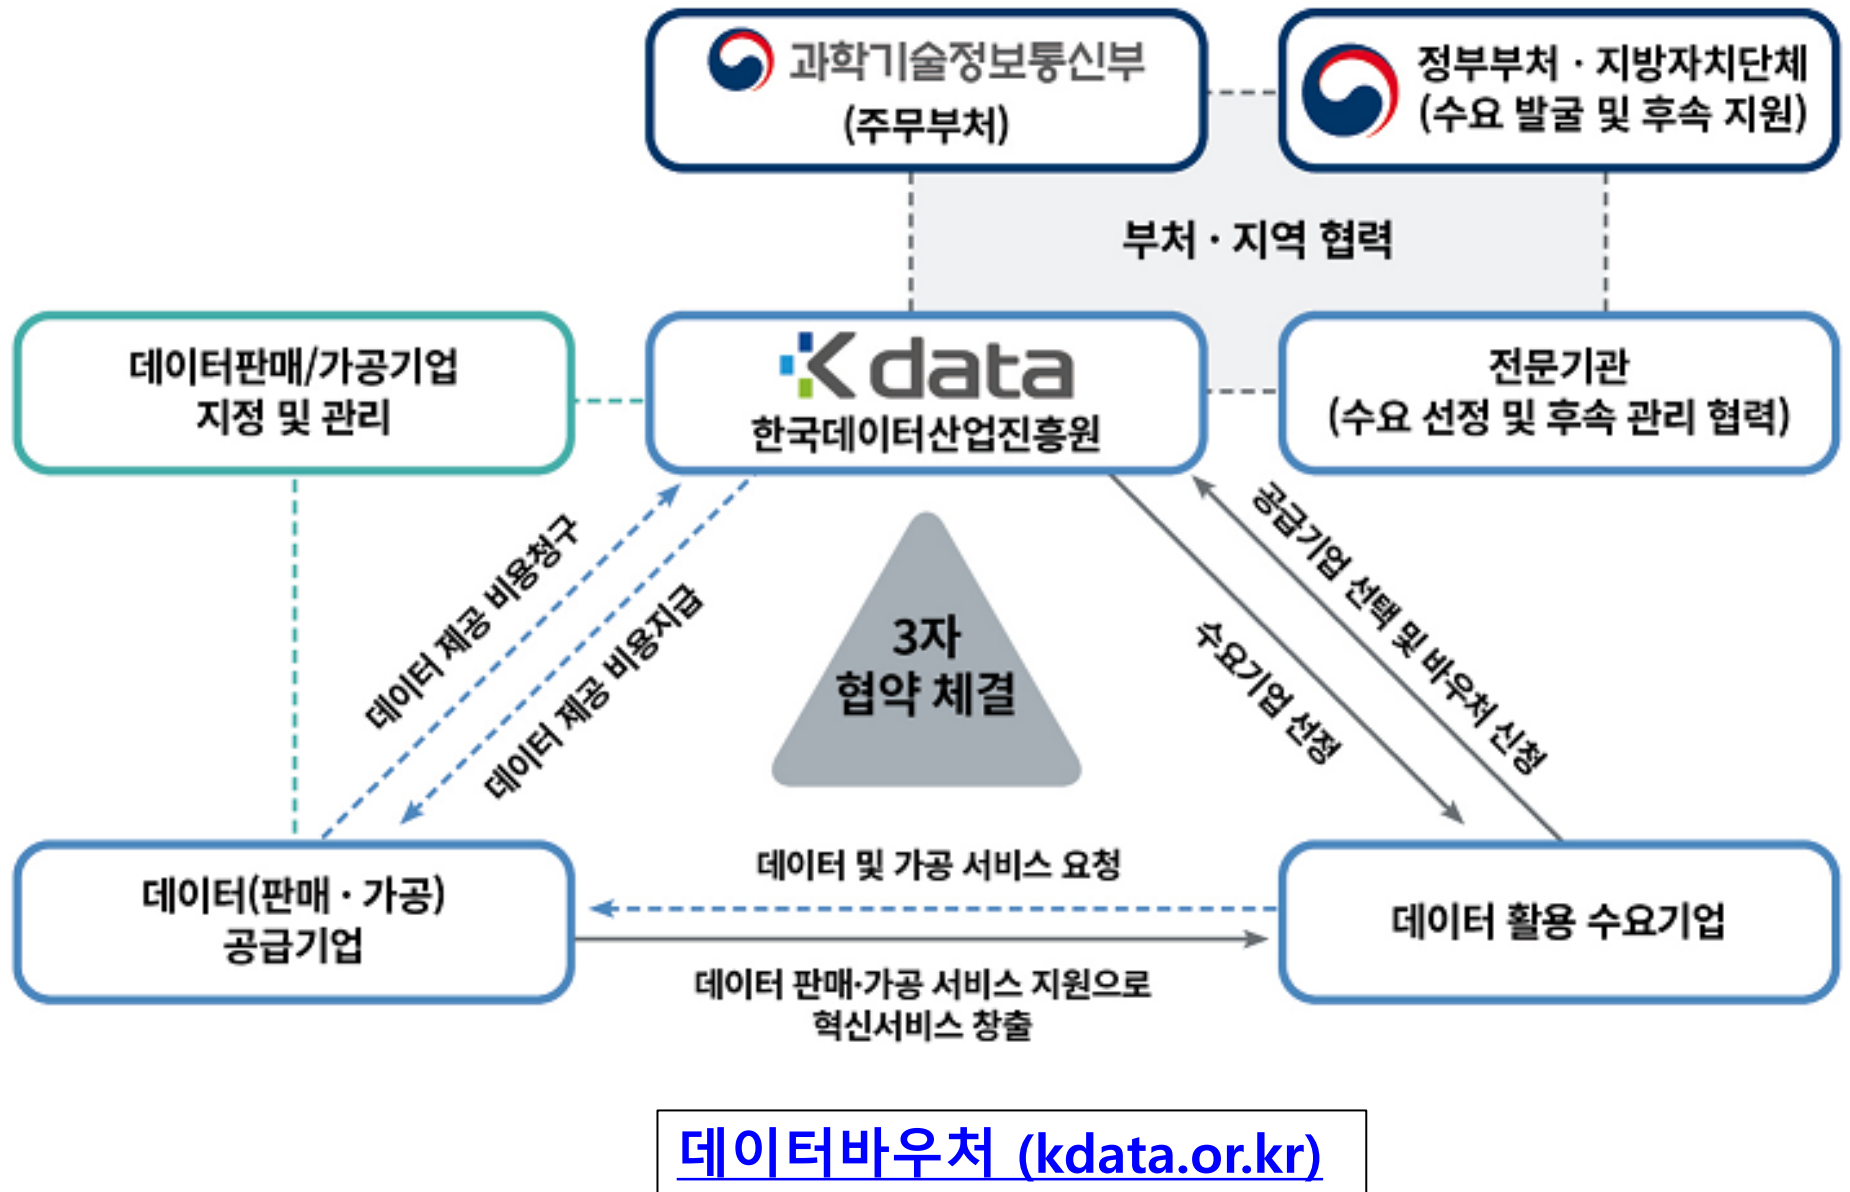 과학기술정보통신부
(주무부처)
정부부처 · 지방자치단체
(수요 발굴 및 후속 지원)
부처 · 지역 협력
데이터판매/가공기업
지정 및 관리
K data
한국데이터산업진흥원
전문기관
(수요 선정 및 후속 관리 협력)
데이터 제공 비용청구
데이터 제공 비용지급
3자
협약 체결
수요기업 선정
공급기업 선택 및 바우처 신청
데이터(판매 · 가공)
공급기업
데이터 및 가공 서비스 요청
데이터 판매·가공 서비스 지원으로
혁신서비스 창출
데이터 활용 수요기업
데이터바우처 (kdata.or.kr)